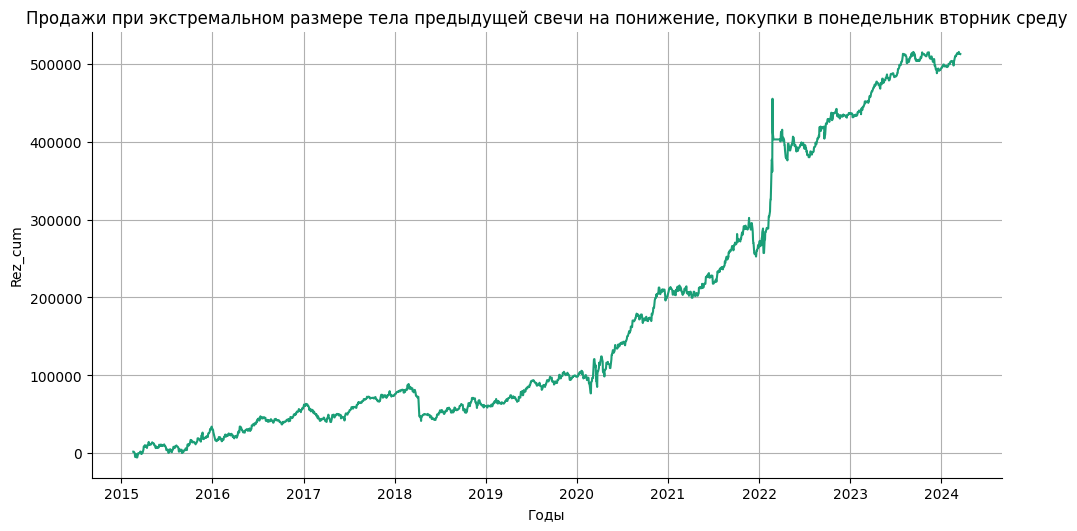 Продажи при экстремальном размере тела предыдущей свечи на понижение, покупки в понедельник вторник среду
500000
400000
300000
200000
100000
0
Rez_cum
2015 2016 2017 2018 2019 2020 2021 2022 2023 2024
Годы